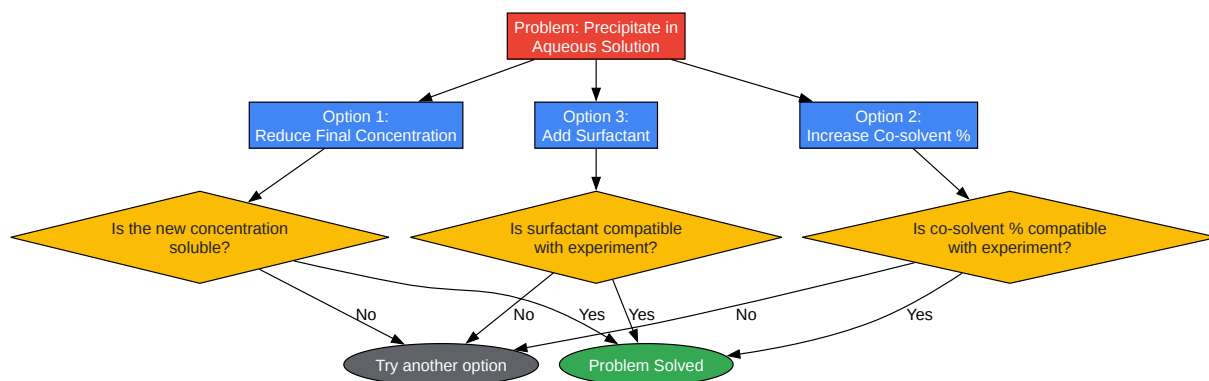 Problem: Precipitate in
Aqueous Solution
Option 1:
Reduce Final Concentration
Option 3:
Add Surfactant
Option 2:
Increase Co-solvent %
Is the new concentration
soluble?
Is surfactant compatible
with experiment?
Is co-solvent % compatible
with experiment?
No
Yes
No
Yes
No
Yes
Try another option
Problem Solved